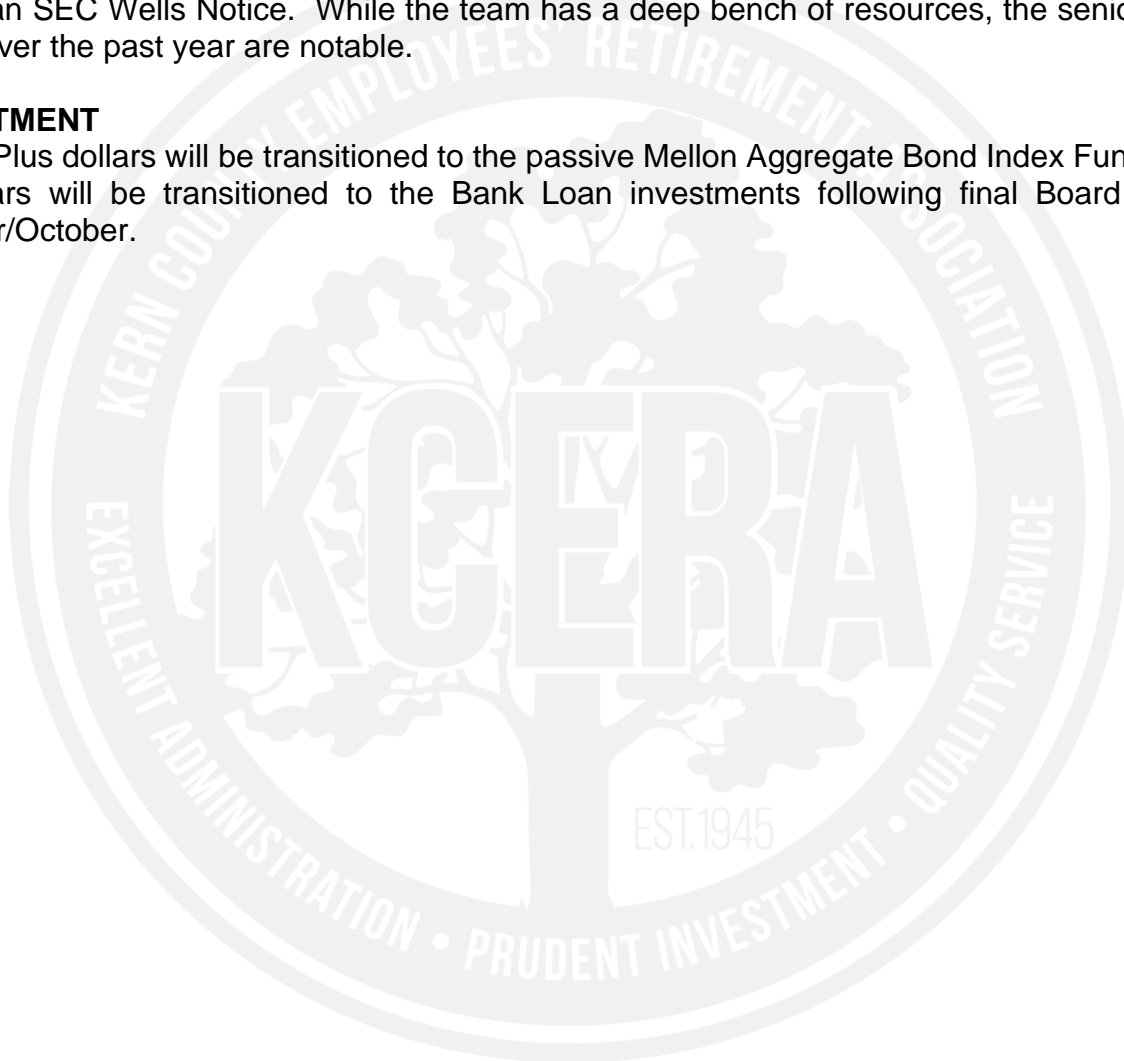 an SEC Wells Notice. While the team has a deep bench of resources, the senio
ver the past year are notable.
TMENT
Plus dollars will be transitioned to the passive Mellon Aggregate Bond Index Fun
ars will be transitioned to the Bank Loan investments following final Board
r/October.
KERN COUNTY EMPLOYEES' RETIREMENT ASSOCIATION
KCERA
EST.1945
EXCELLENT ADMINISTRATION • PRUDENT INVESTMENT • QUALITY SERVICE